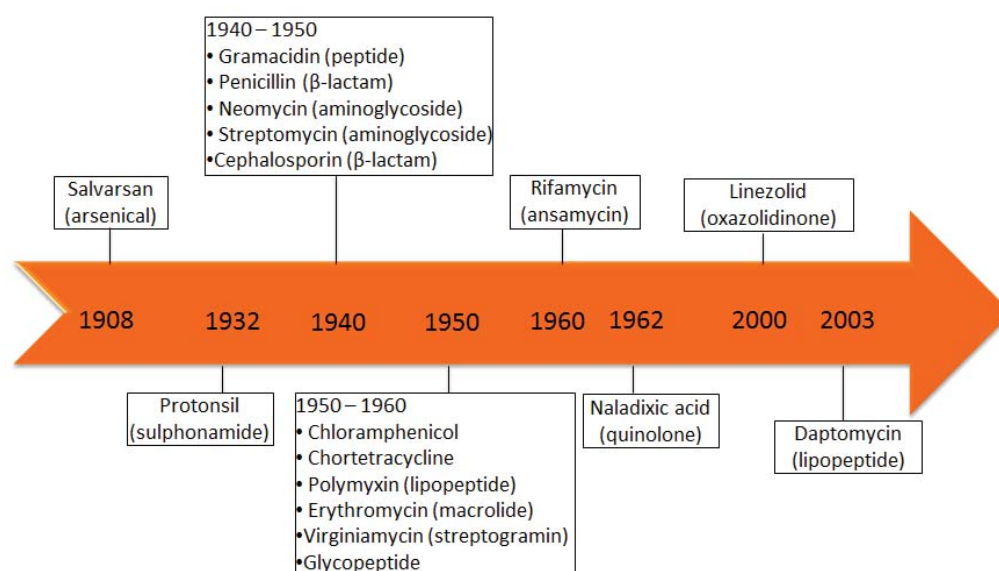 1940 – 1950
• Gramacidin (peptide)
• Penicillin (β-lactam)
• Neomycin (aminoglycoside)
• Streptomycin (aminoglycoside)
•Cephalosporin (β-lactam)
Salvarsan
(arsenical)
Rifamycin
(ansamycin)
Linezolid
(oxazolidinone)
1908 1932 1940 1950 1960 1962 2000 2003
Protonsil
(sulphonamide)
1950 – 1960
• Chloramphenicol
• Chortetracycline
• Polymyxin (lipopeptide)
• Erythromycin (macrolide)
•Virginiamycin (streptogramin)
•Glycopeptide
Naladixic acid
(quinolone)
Daptomycin
(lipopeptide)